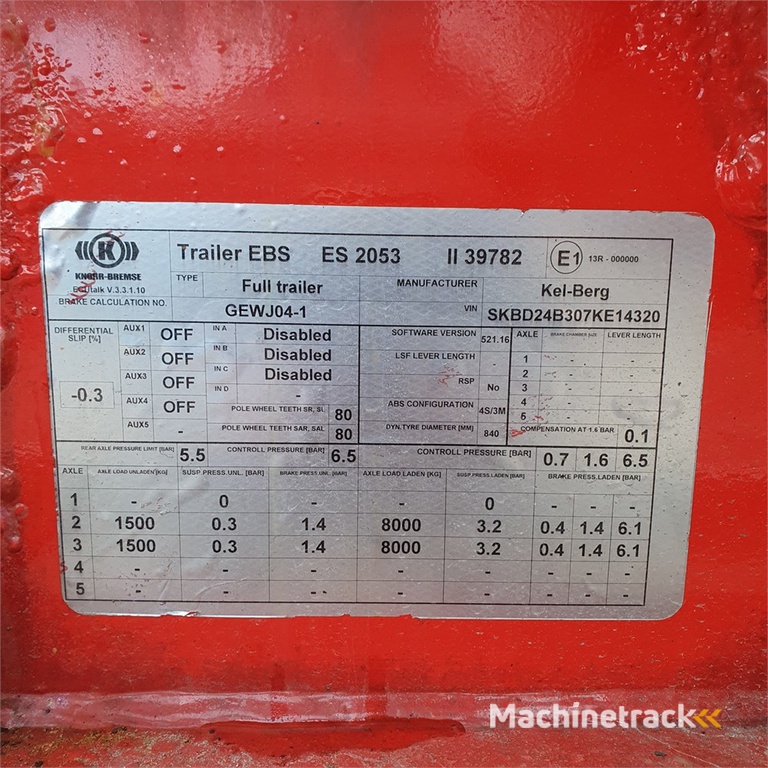 K
KNORR-BREMSE
Trailer EBS ES 2053 II 39782 E1 13R - 000000
ECUtalk V.3.3.1.10
TYPE Full trailer MANUFACTURER Kel-Berg
BRAKE CALCULATION NO. GEWJ04-1 VIN SKBD24B307KE14320
DIFFERENTIAL SLIP [%] -0.3
AUX1 OFF
AUX2 OFF
AUX3 OFF
AUX4 OFF
AUX5 -
IN A Disabled
IN B Disabled
IN C Disabled
IN D -
POLE WHEEL TEETH SR, SL 80
POLE WHEEL TEETH SAR, SAL 80
SOFTWARE VERSION 521.16
LSF LEVER LENGTH -
RSP No
ABS CONFIGURATION 4S/3M
DYN.TYRE DIAMETER [MM] 840
AXLE BRAKE CHAMBER LEVER LENGTH
1 - -
2 - -
3 - -
4 - -
5 - -
COMPENSATION AT 1.6 BAR 0.1
REAR AXLE PRESSURE LIMIT [BAR] 5.5 CONTROLL PRESSURE [BAR] 6.5 CONTROLL PRESSURE [BAR] 0.7 1.6 6.5
AXLE AXLE LOAD UNLADEN [KG] SUSP PRESS.UNL. [BAR] BRAKE PRESS.UNL. [BAR] AXLE LOAD LADEN [KG] SUSP PRESS.LADEN [BAR] BRAKE PRESS.LADEN [BAR]
1 - 0 - - 0 - - -
2 1500 0.3 1.4 8000 3.2 0.4 1.4 6.1
3 1500 0.3 1.4 8000 3.2 0.4 1.4 6.1
4 - - - - - - - -
5 - - - - - - - -
Machinetrack